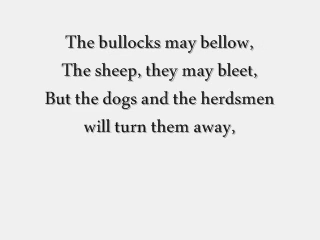 The bullocks may bellow,
The sheep, they may bleet,
But the dogs and the herdsmen
will turn them away,